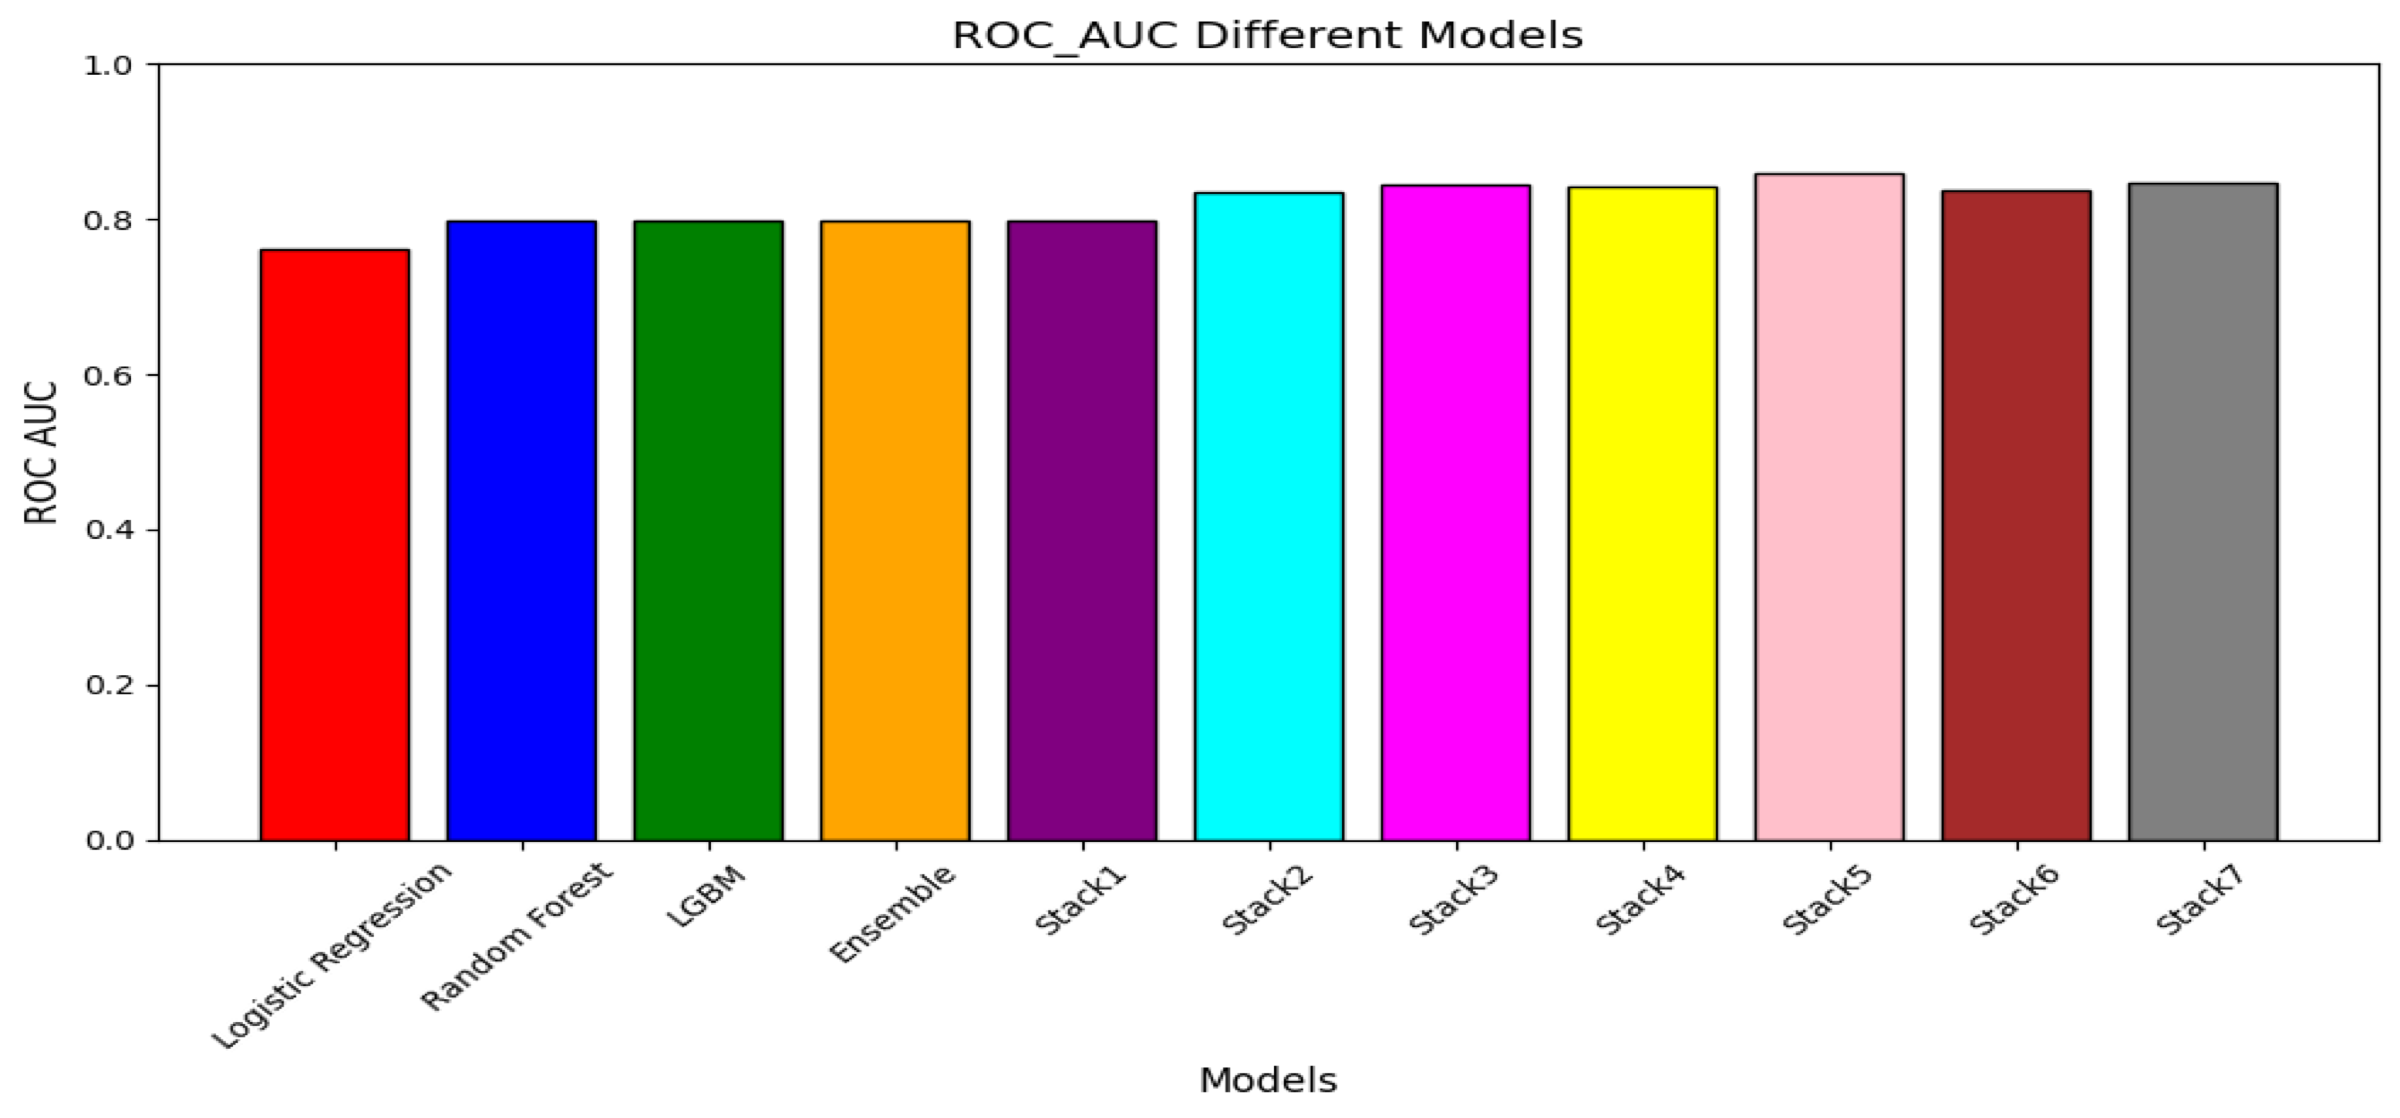 ROC_AUC Different Models
1.0
0.8
0.6
0.4
0.2
0.0
ROC AUC
Logistic Regression
Random Forest
LGBM
Ensemble
Stack1
Stack2
Stack3
Stack4
Stack5
Stack6
Stack7
Models